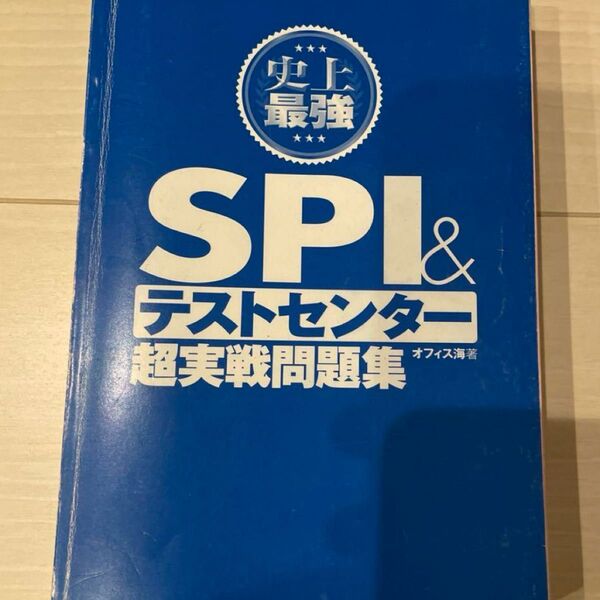 史上
最強
SPI&
テストセンター
超実戦問題集 オフィス海著